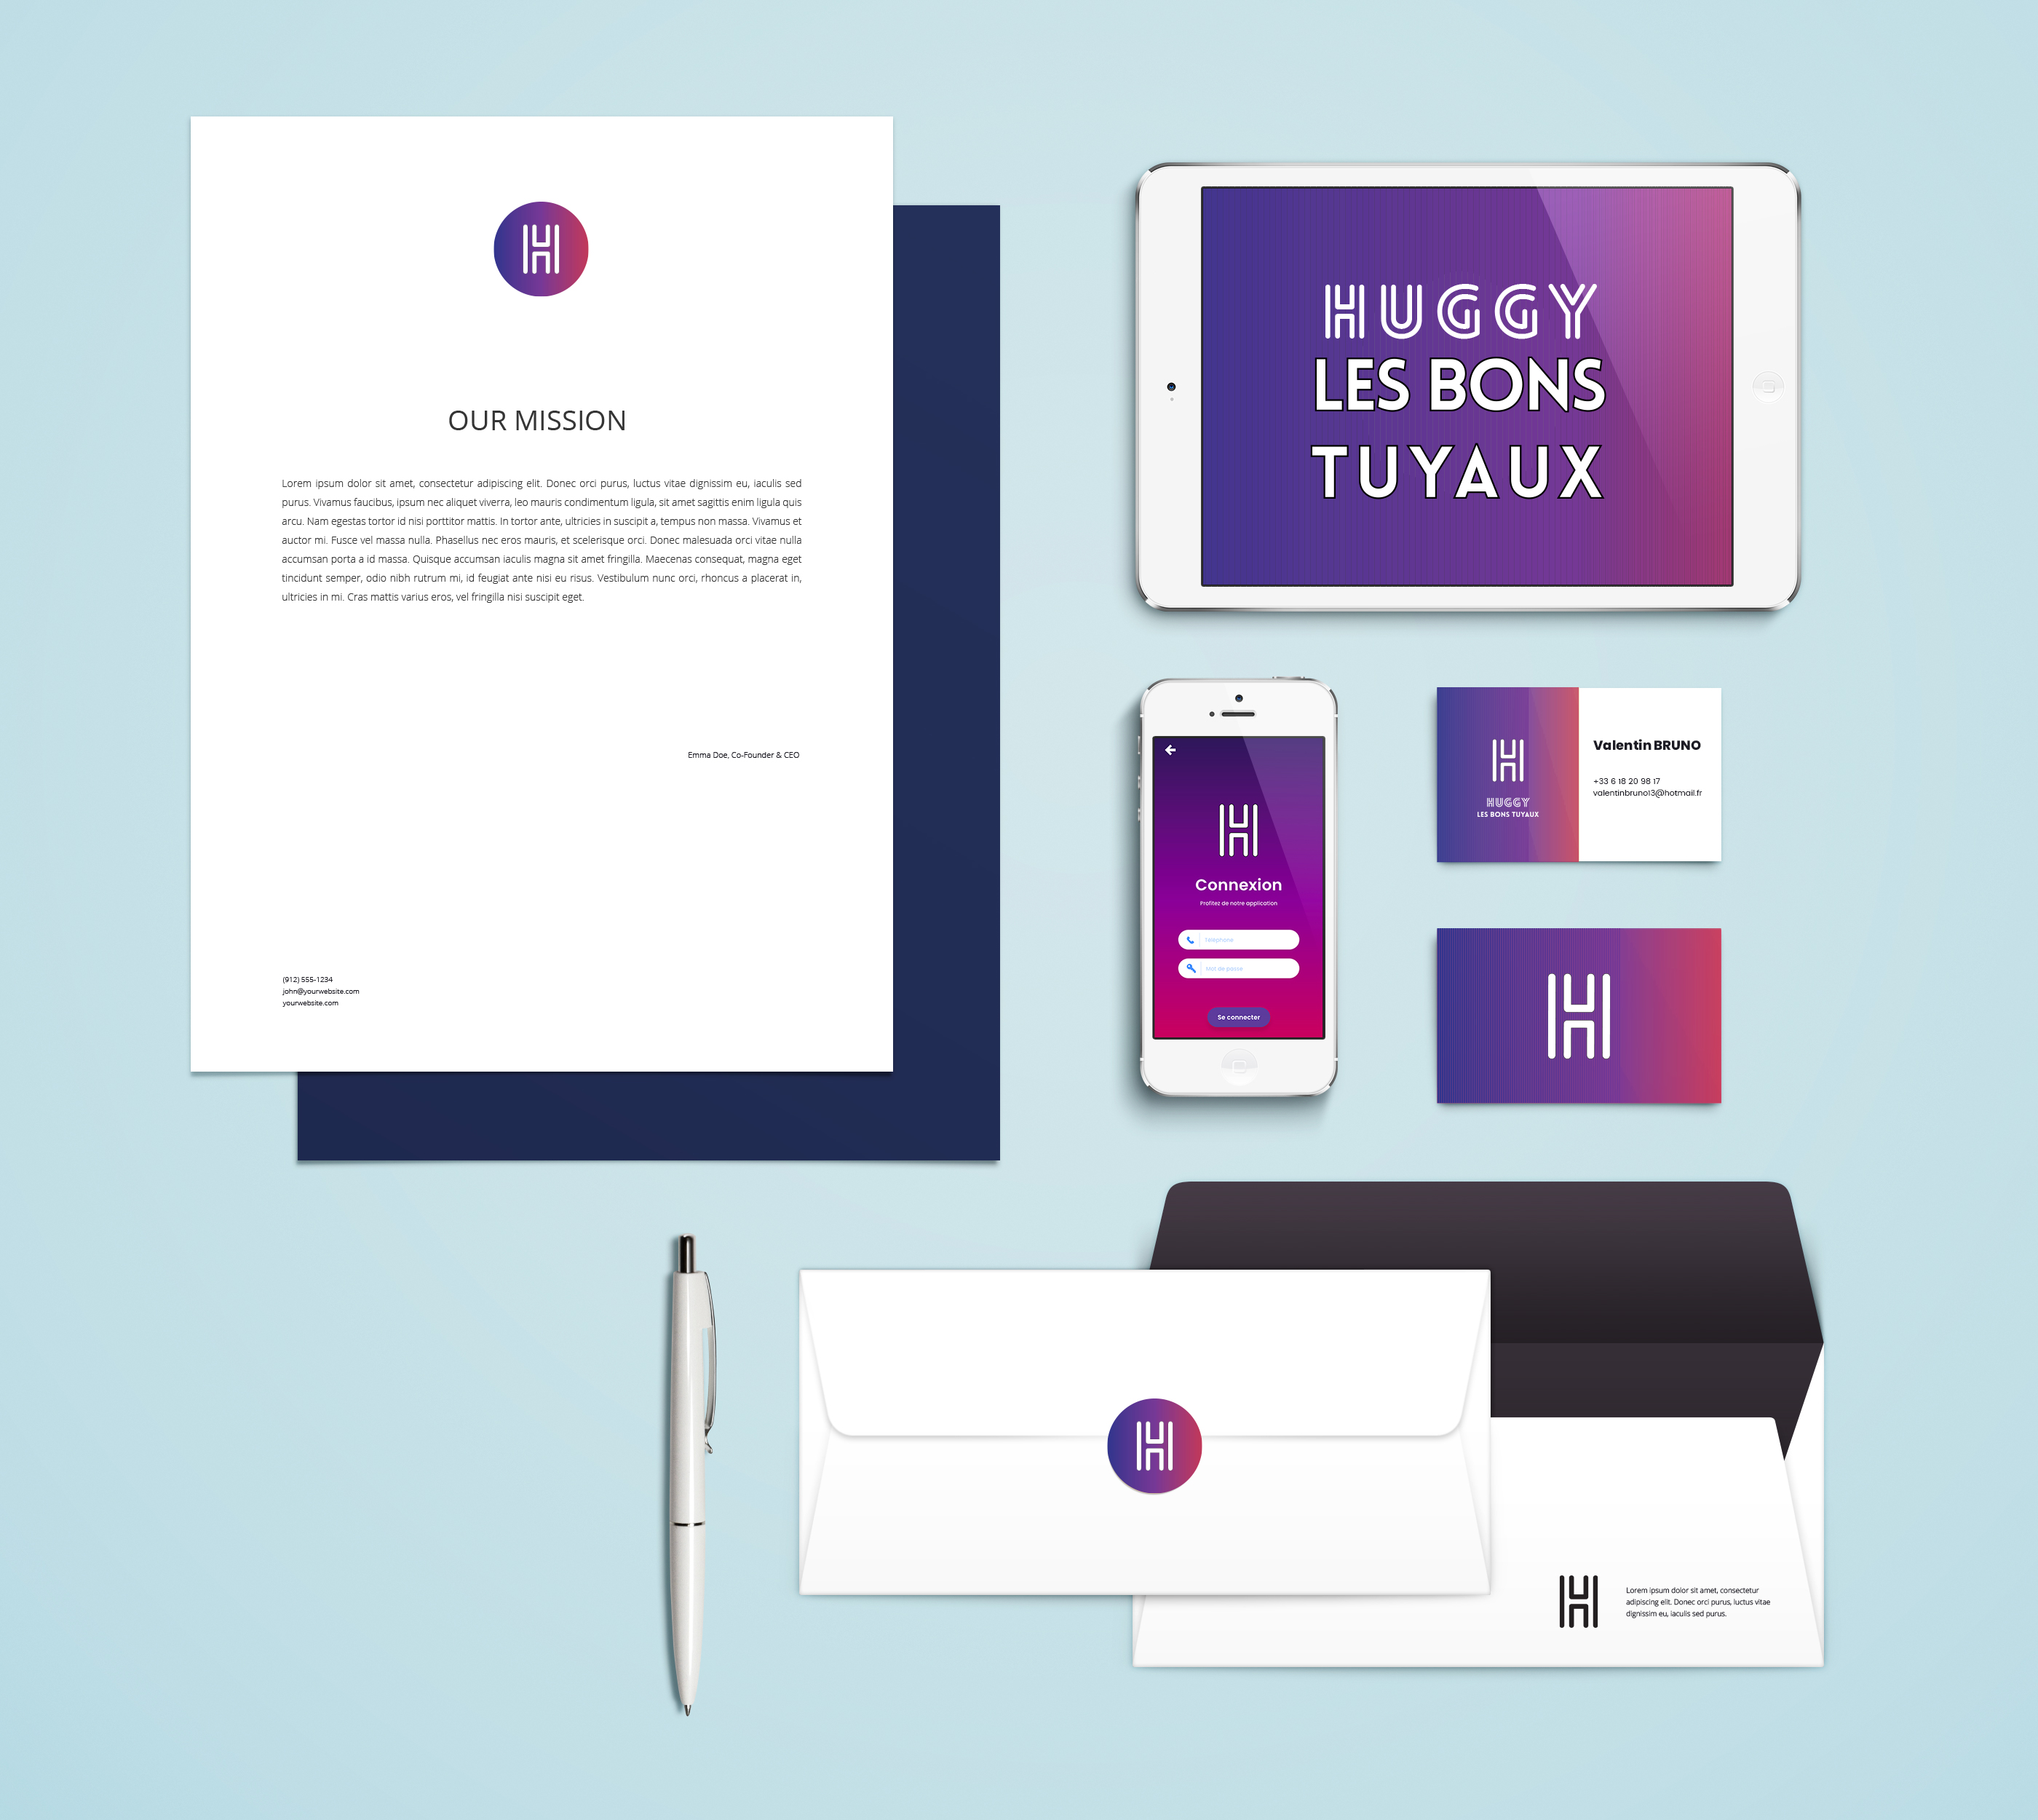 H
OUR MISSION
Lorem ipsum dolor sit amet, consectetur adipiscing elit. Donec orci purus, luctus vitae dignissim eu, iaculis sed
purus. Vivamus faucibus, ipsum nec aliquet viverra, leo mauris condimentum ligula, sit amet sagittis enim ligula quis
arcu. Nam egestas tortor id nisi porttitor mattis. In tortor ante, ultricies in suscipit a, tempus non massa. Vivamus et
auctor mi. Fusce vel massa nulla. Phasellus nec eros mauris, et scelerisque orci. Donec malesuada orci vitae nulla
accumsan porta a id massa. Quisque accumsan iaculis magna sit amet fringilla. Maecenas consequat, magna eget
tincidunt semper, odio nibh rutrum mi, id feugiat ante nisi eu risus. Vestibulum nunc orci, rhoncus a placerat in,
ultricies in mi. Cras mattis varius eros, vel fringilla nisi suscipit eget.
Emma Doe, Co-Founder & CEO
(912) 555-1234
john@yourwebsite.com
yourwebsite.com
HUGGY
LES BONS
TUYAUX
H
Connexion
Profitez de notre application
Téléphone
Mot de passe
Se connecter
H
HUGGY
LES BONS TUYAUX
Valentin BRUNO
+33 6 18 20 98 17
valentinbruno13@hotmail.fr
H
H
H
Lorem ipsum dolor sit amet, consectetur
adipiscing elit. Donec orci purus, luctus vitae
dignissim eu, iaculis sed purus.